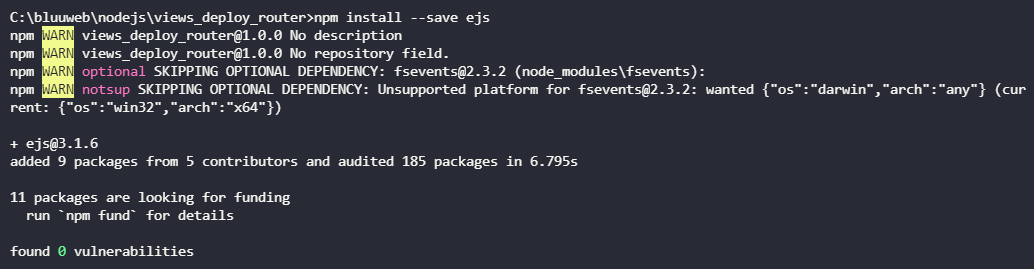 C:\bluuweb\nodejs\views_deploy_router>npm install --save ejs
npm WARN views_deploy_router@1.0.0 No description
npm WARN views_deploy_router@1.0.0 No repository field.
npm WARN optional SKIPPING OPTIONAL DEPENDENCY: fsevents@2.3.2 (node_modules\fsevents):
npm WARN notsup SKIPPING OPTIONAL DEPENDENCY: Unsupported platform for fsevents@2.3.2: wanted {"os":"darwin","arch":"any"} (cur
rent: {"os":"win32","arch":"x64"})
+ ejs@3.1.6
added 9 packages from 5 contributors and audited 185 packages in 6.795s
11 packages are looking for funding
  run `npm fund` for details
found 0 vulnerabilities